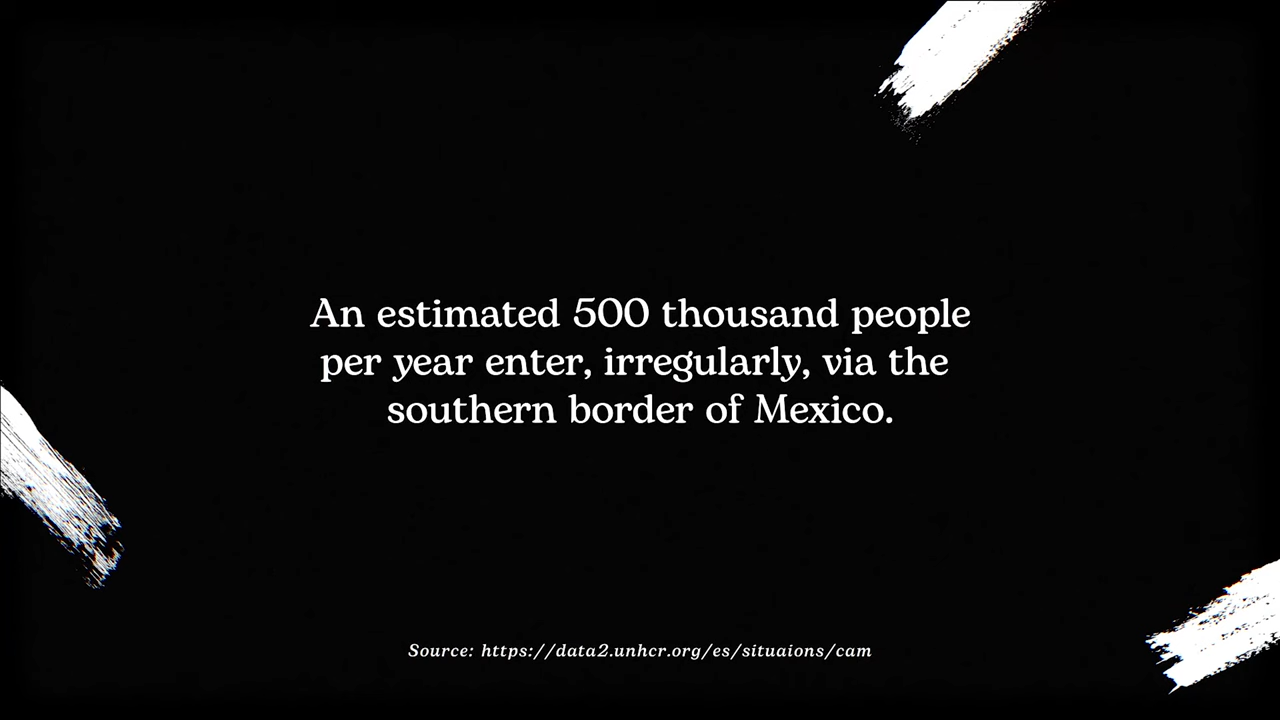 An estimated 500 thousand people
per year enter, irregularly, via the
southern border of Mexico.
Source: https://data2.unhcr.org/es/situaions/cam